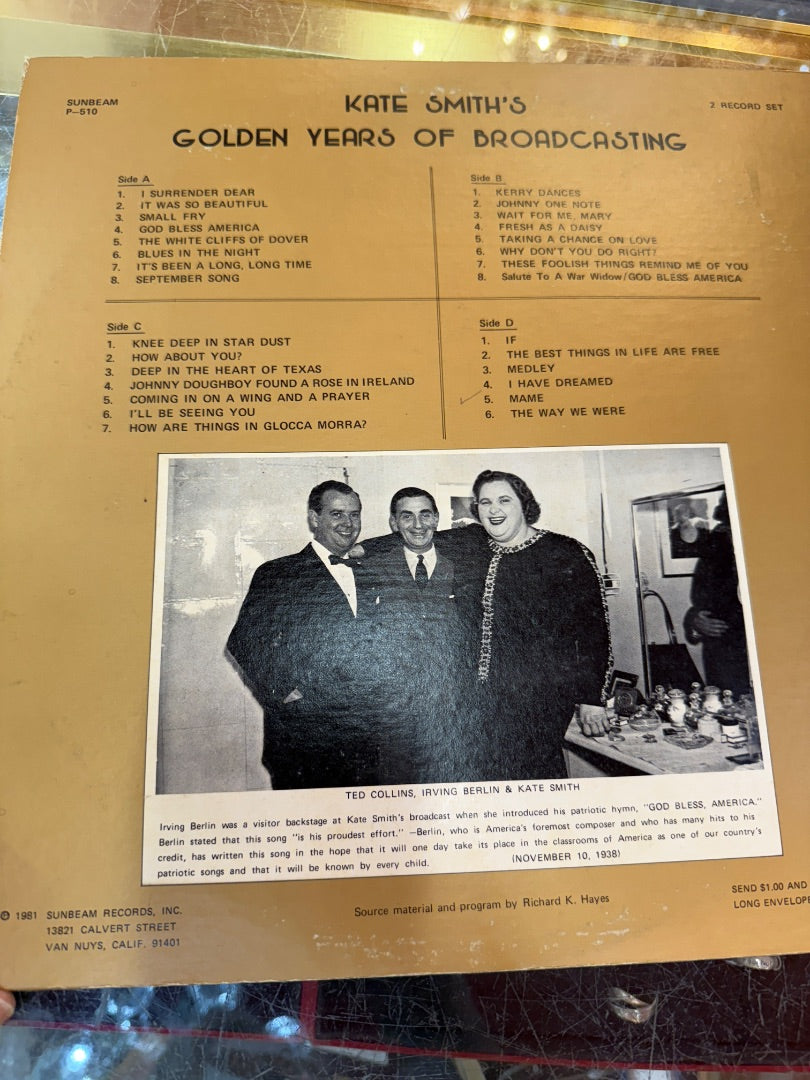 SUNBEAM
P-510
KATE SMITH'S
GOLDEN YEARS OF BROADCASTING
2 RECORD SET
Side A
1. I SURRENDER DEAR
2. IT WAS SO BEAUTIFUL
3. SMALL FRY
4. GOD BLESS AMERICA
5. THE WHITE CLIFFS OF DOVER
6. BLUES IN THE NIGHT
7. IT'S BEEN A LONG, LONG TIME
8. SEPTEMBER SONG
Side B
1. KERRY DANCES
2. JOHNNY ONE NOTE
3. WAIT FOR ME, MARY
4. FRESH AS A DAISY
5. TAKING A CHANCE ON LOVE
6. WHY DON'T YOU DO RIGHT?
7. THESE FOOLISH THINGS REMIND ME OF YOU
8. Salute To A War Widow/GOD BLESS AMERICA
Side C
1. KNEE DEEP IN STAR DUST
2. HOW ABOUT YOU?
3. DEEP IN THE HEART OF TEXAS
4. JOHNNY DOUGHBOY FOUND A ROSE IN IRELAND
5. COMING IN ON A WING AND A PRAYER
6. I'LL BE SEEING YOU
7. HOW ARE THINGS IN GLOCCA MORRA?
Side D
1. IF
2. THE BEST THINGS IN LIFE ARE FREE
3. MEDLEY
4. I HAVE DREAMED
5. MAME
6. THE WAY WE WERE
TED COLLINS, IRVING BERLIN & KATE SMITH
Irving Berlin was a visitor backstage at Kate Smith's broadcast when she introduced his patriotic hymn, "GOD BLESS, AMERICA."
Berlin stated that this song "is his proudest effort." —Berlin, who is America's foremost composer and who has many hits to his
credit, has written this song in the hope that it will one day take its place in the classrooms of America as one of our country's
patriotic songs and that it will be known by every child. (NOVEMBER 10, 1938)
℗ 1981 SUNBEAM RECORDS, INC.
13821 CALVERT STREET
VAN NUYS, CALIF. 91401
Source material and program by Richard K. Hayes
SEND $1.00 AND
LONG ENVELOPE